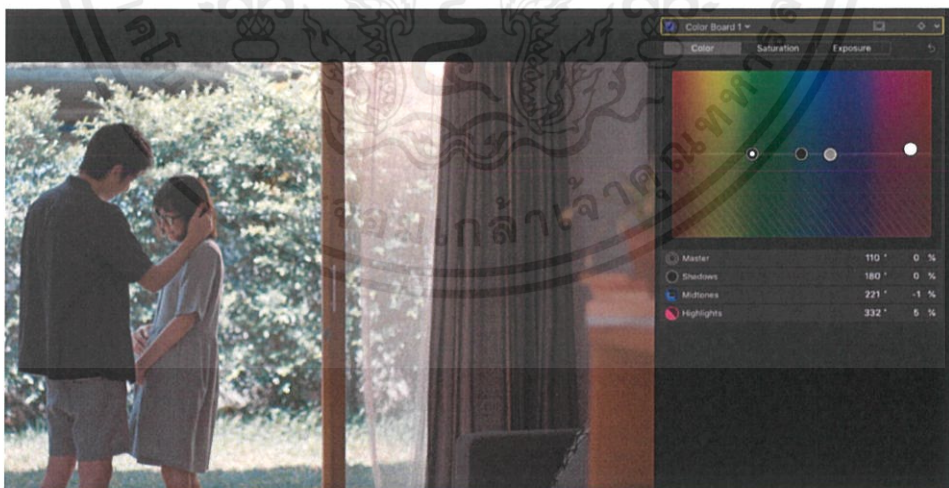 Color Board 1
Color Saturation Exposure
Master 110 ° 0 %
Shadows 180 ° 0 %
Midtones 221 ° -1 %
Highlights 332 ° 5 %